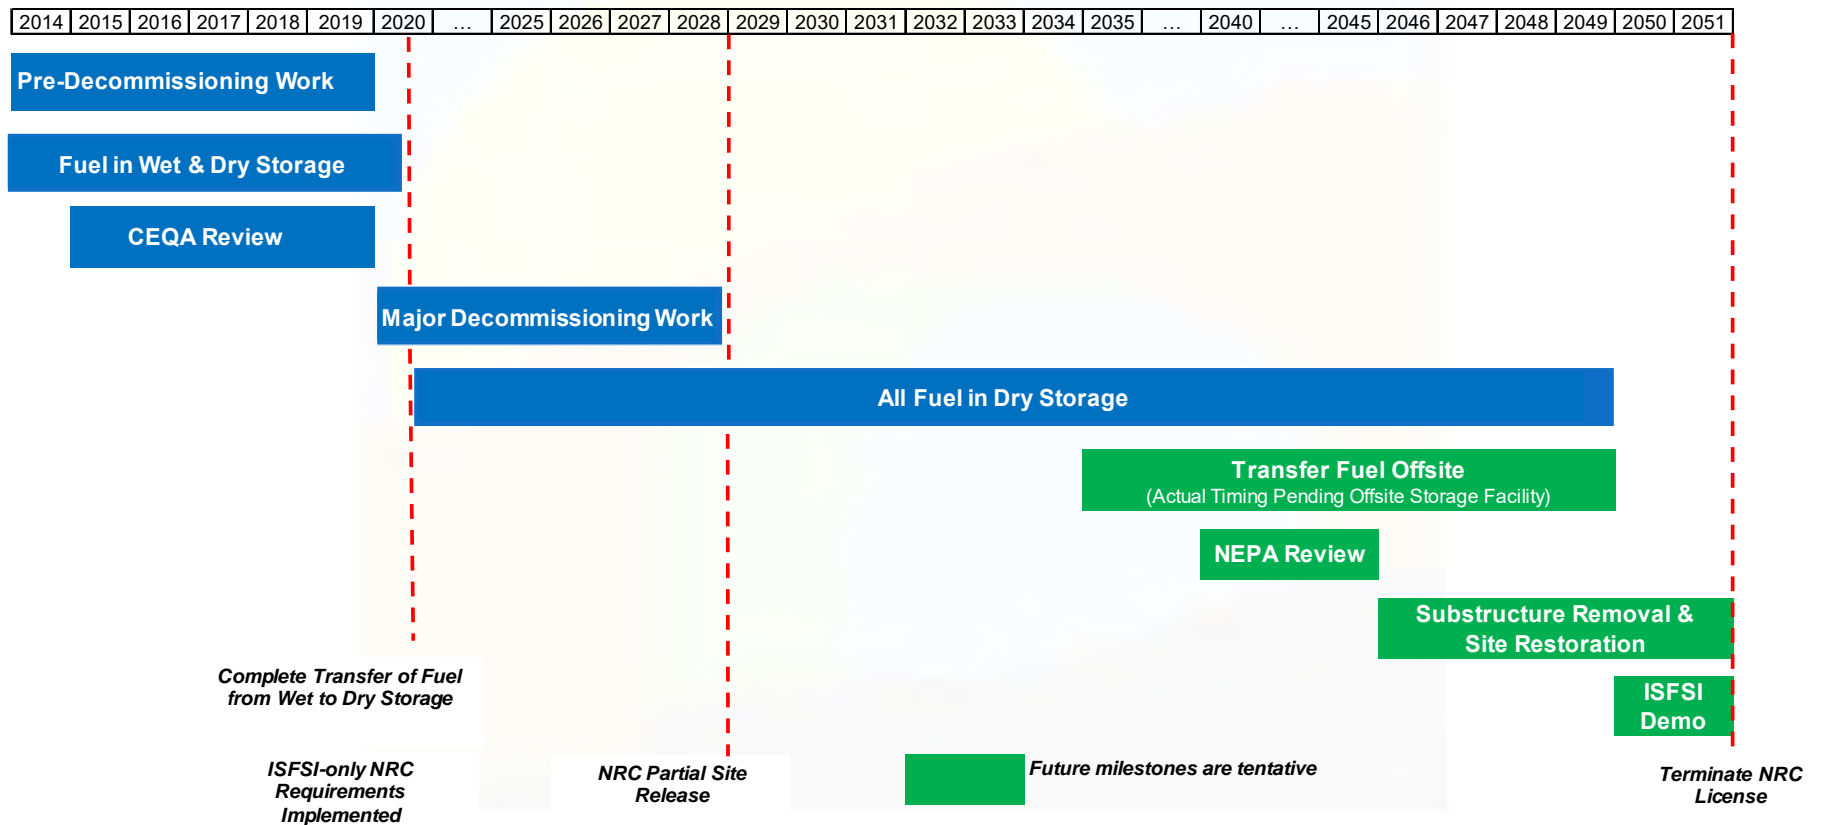 2014 2015 2016 2017 2018 2019 2020 ... 2025 2026 2027 2028 2029 2030 2031 2032 2033 2034 2035 ... 2040 ... 2045 2046 2047 2048 2049 2050 2051
Pre-Decommissioning Work
Fuel in Wet & Dry Storage
CEQA Review
Major Decommissioning Work
All Fuel in Dry Storage
Transfer Fuel Offsite
(Actual Timing Pending Offsite Storage Facility)
NEPA Review
Substructure Removal &
Site Restoration
Complete Transfer of Fuel
from Wet to Dry Storage
ISFSI
Demo
ISFSI-only NRC
Requirements
Implemented
NRC Partial Site
Release
Future milestones are tentative
Terminate NRC
License